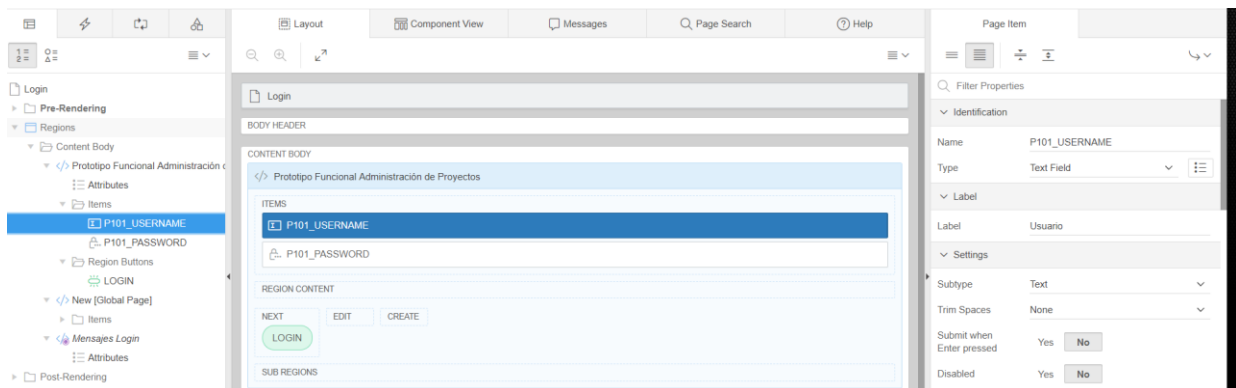 Layout
Component View
Messages
Page Search
Help
Page Item
Login
Pre-Rendering
Regions
Content Body
Prototipo Funcional Administración
Attributes
Items
P101_USERNAME
P101_PASSWORD
Region Buttons
LOGIN
New [Global Page]
Items
Mensajes Login
Attributes
Post-Rendering
Login
BODY HEADER
CONTENT BODY
Prototipo Funcional Administración de Proyectos
ITEMS
P101_USERNAME
P101_PASSWORD
REGION CONTENT
NEXT EDIT CREATE
LOGIN
SUB REGIONS
Filter Properties
Identification
Name P101_USERNAME
Type Text Field
Label
Label Usuario
Settings
Subtype Text
Trim Spaces None
Submit when
Enter pressed Yes No
Disabled Yes No